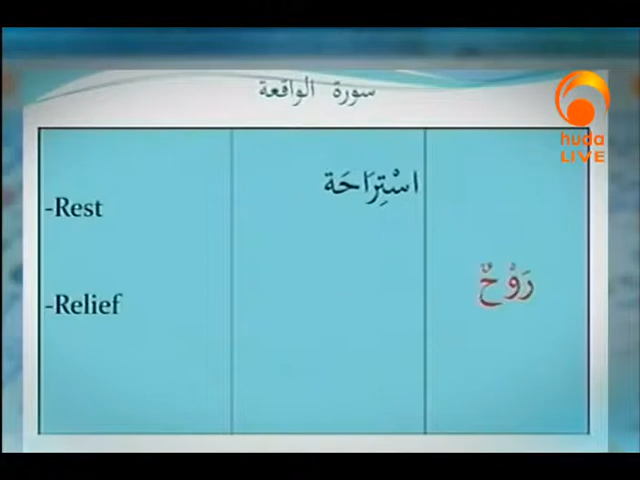 سورة الواقعة
huda
LIVE
اسْتِرَاحَة
-Rest
رَوْحٌ
-Relief